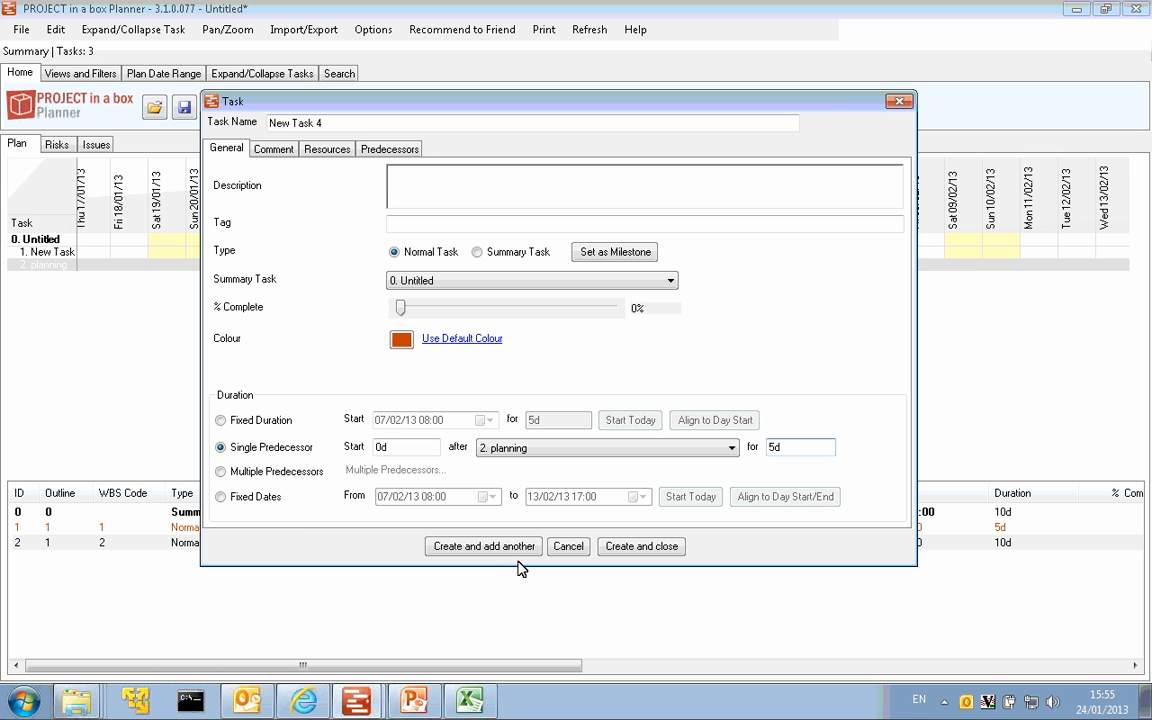 PROJECT in a box Planner - 3.1.0.077 - Untitled*
File Edit Expand/Collapse Task Pan/Zoom Import/Export Options Recommend to Friend Print Refresh Help
Summary | Tasks: 3
Home Views and Filters Plan Date Range Expand/Collapse Tasks Search
PROJECT in a box
Planner
Task
Task Name New Task 4
Plan Risks Issues
General Comment Resources Predecessors
Task
Thu 17/01/13
Fri 18/01/13
Sat 19/01/13
Sun 20/01/13
Sat 09/02/13
Sun 10/02/13
Mon 11/02/13
Tue 12/02/13
Wed 13/02/13
0. Untitled
1. New Task
2. planning
Description
Tag
Type Normal Task Summary Task Set as Milestone
Summary Task 0. Untitled
% Complete 0%
Colour Use Default Colour
Duration
Fixed Duration Start 07/02/13 08:00 for 5d Start Today Align to Day Start
Single Predecessor Start 0d after 2. planning for 5d
Multiple Predecessors Multiple Predecessors...
Fixed Dates From 07/02/13 08:00 to 13/02/13 17:00 Start Today Align to Day Start/End
Create and add another Cancel Create and close
ID Outline WBS Code Type Duration % Com
0 0 Summ :00 10d
1 1 1 Norma 5d
2 1 2 Norma 10d
EN 15:55
24/01/2013